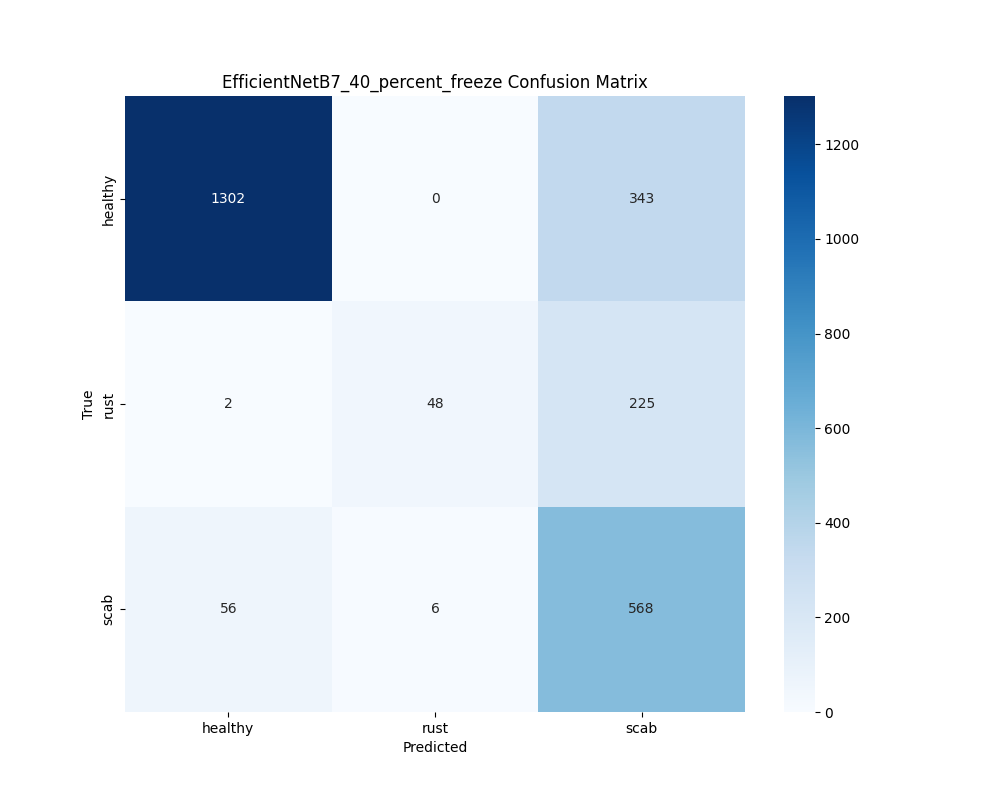 EfficientNetB7_40_percent_freeze Confusion Matrix
healthy
1302 0 343
True
rust
2 48 225
scab
56 6 568
healthy rust scab
Predicted
1200
1000
800
600
400
200
0